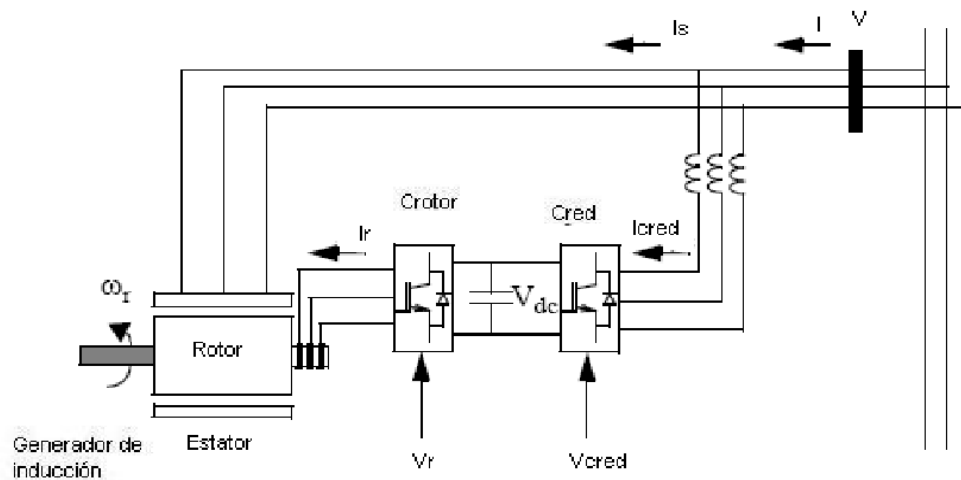 Is
I
V
Crotor
Cred
Ir
Icred
ωr
Vdc
Rotor
Estator
Generador de
inducción
Vr
Vcred